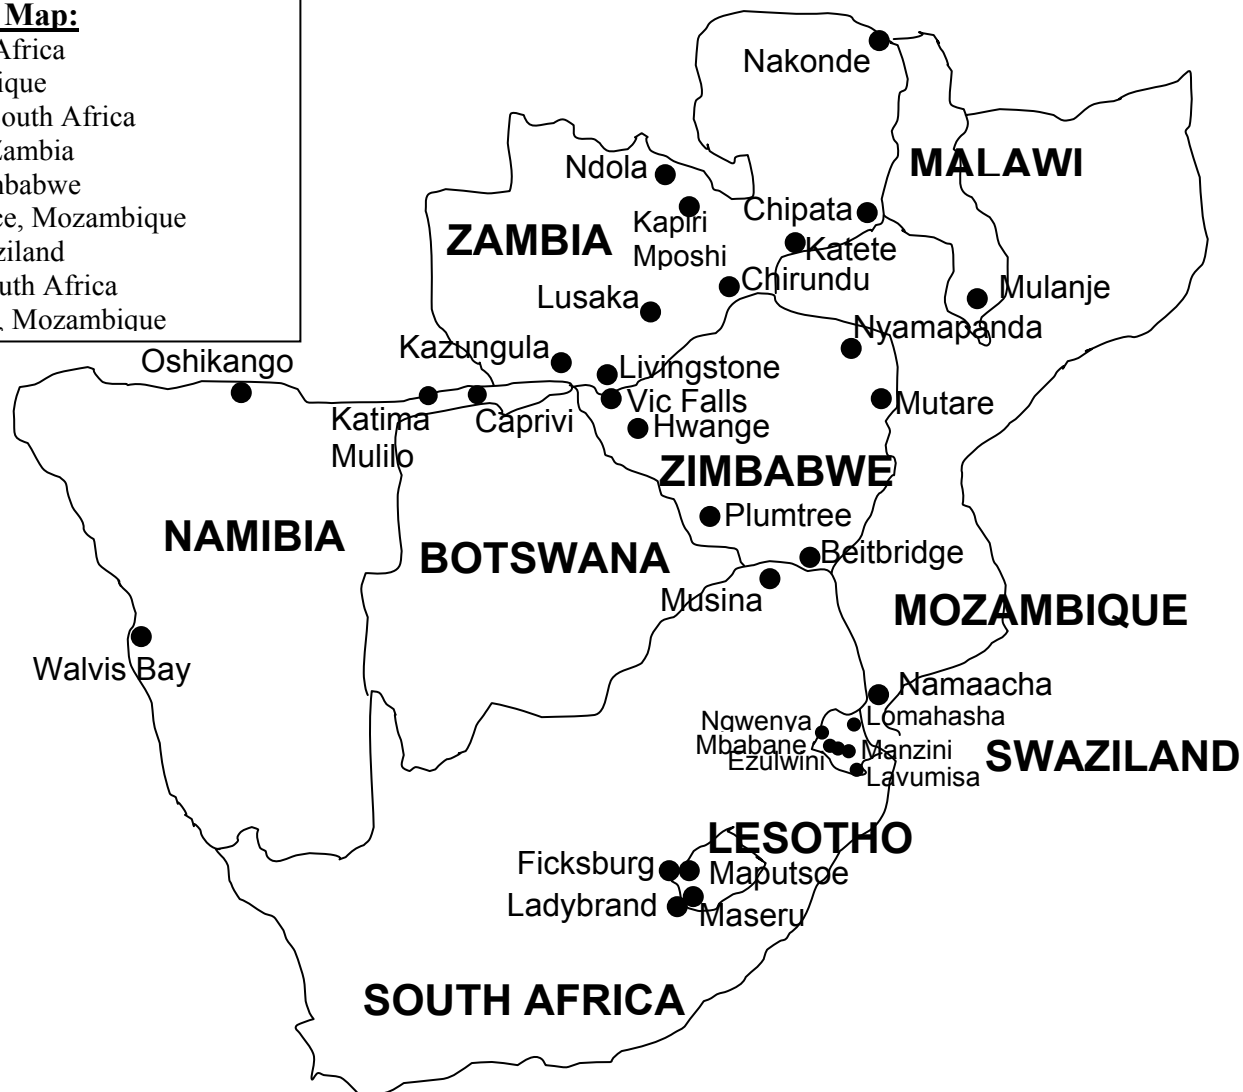 Map:
Africa
ique
outh Africa
Zambia
nbabwe
ce, Mozambique
ziland
uth Africa
, Mozambique
Nakonde
MALAWI
Ndola
Chipata
Kapiri
Mposhi
ZAMBIA
Katete
Chirundu
Lusaka
Mulanje
Nyamapanda
Kazungula
Oshikango
Livingstone
Vic Falls
Mutare
Katima
Mulilo
Caprivi
Hwange
ZIMBABWE
Plumtree
NAMIBIA
BOTSWANA
Beitbridge
Musina
MOZAMBIQUE
Walvis Bay
Namaacha
Lomahasha
Ngwenya
Mbabane
Manzini
SWAZILAND
Ezulwini
Lavumisa
LESOTHO
Ficksburg
Maputsoe
Ladybrand
Maseru
SOUTH AFRICA